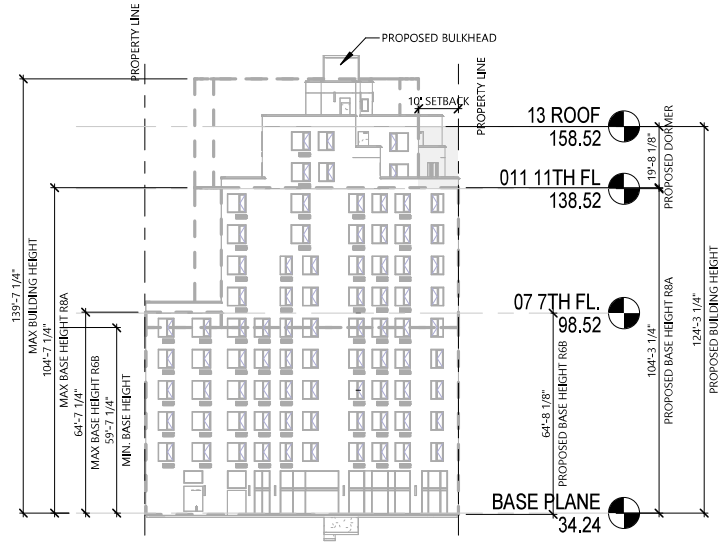 PROPERTY LINE
PROPOSED BULKHEAD
PROPERTY LINE
10' SETBACK
13 ROOF
158.52
011 11TH FL
138.52
07 7TH FL.
98.52
BASE PLANE
34.24
139'-7 1/4"
MAX BUILDING HEIGHT
104'-7 1/4"
MAX BASE HEIGHT R8A
64'-7 1/4"
MAX BASE HEIGHT R6B
59'-7 1/4"
MIN. BASE HEIGHT
64'-8 1/8"
PROPOSED BASE HEIGHT R6B
19'-8 1/8"
PROPOSED DORMER
104'-3 1/4"
PROPOSED BASE HEIGHT R8A
124'-3 1/4"
PROPOSED BUILDING HEIGHT